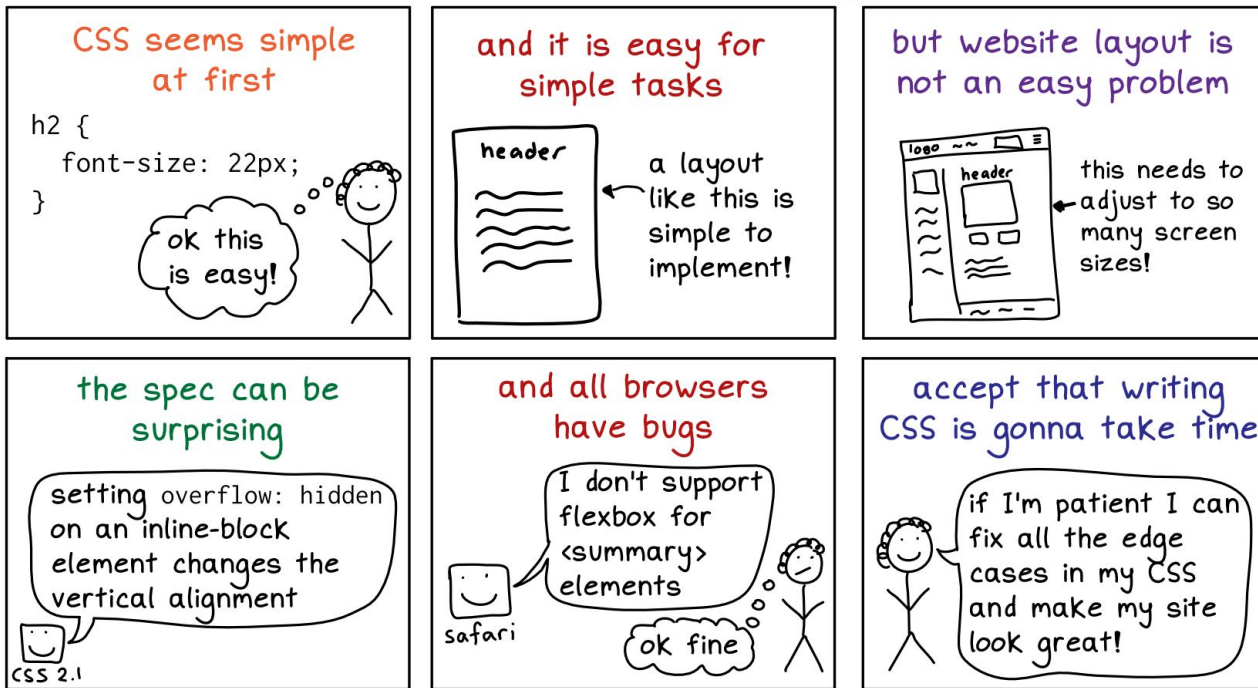 CSS seems simple
at first
h2 {
font-size: 22px;
}
ok this
is easy!
and it is easy for
simple tasks
header
a layout
like this is
simple to
implement!
but website layout is
not an easy problem
logo
header
this needs to
adjust to so
many screen
sizes!
the spec can be
surprising
setting overflow: hidden
on an inline-block
element changes the
vertical alignment
CSS 2.1
and all browsers
have bugs
I don't support
flexbox for
<summary>
elements
safari
ok fine
accept that writing
CSS is gonna take time
if I'm patient I can
fix all the edge
cases in my CSS
and make my site
look great!